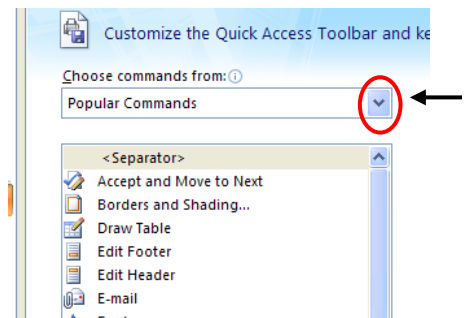 Customize the Quick Access Toolbar and ke
Choose commands from:
Popular Commands
<Separator>
Accept and Move to Next
Borders and Shading...
Draw Table
Edit Footer
Edit Header
E-mail